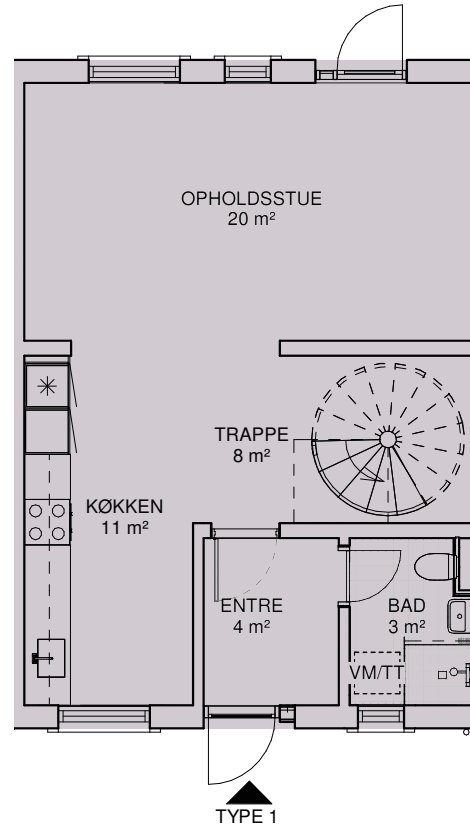 OPHOLDSSTUE
20 m²
TRAPPE
8 m²
KØKKEN
11 m²
ENTRE
4 m²
BAD
3 m²
VM/TT
TYPE 1